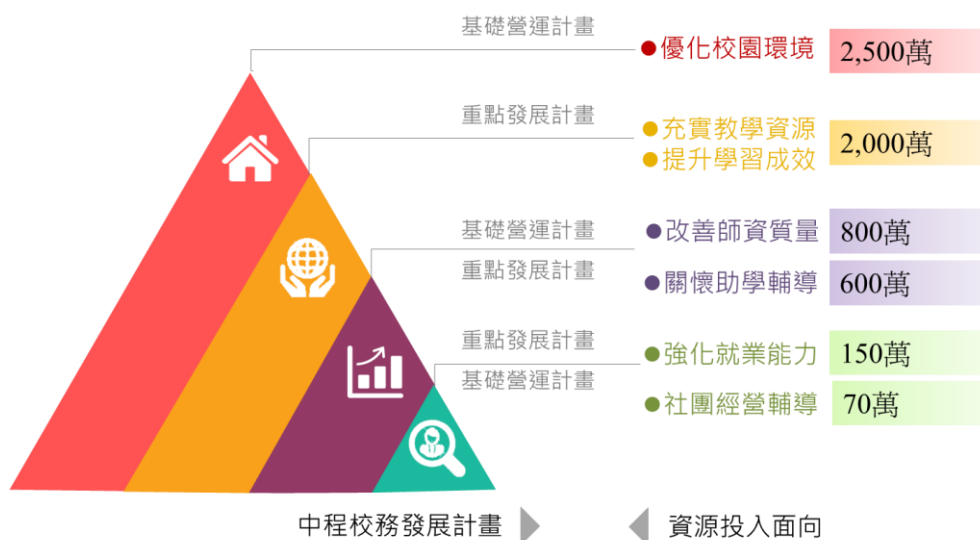 基礎營運計畫
●優化校園環境 2,500萬
重點發展計畫
●充實教學資源
●提升學習成效
2,000萬
基礎營運計畫
●改善師資質量 800萬
重點發展計畫
●關懷助學輔導 600萬
重點發展計畫
●強化就業能力 150萬
基礎營運計畫
●社團經營輔導 70萬
中程校務發展計畫
資源投入面向